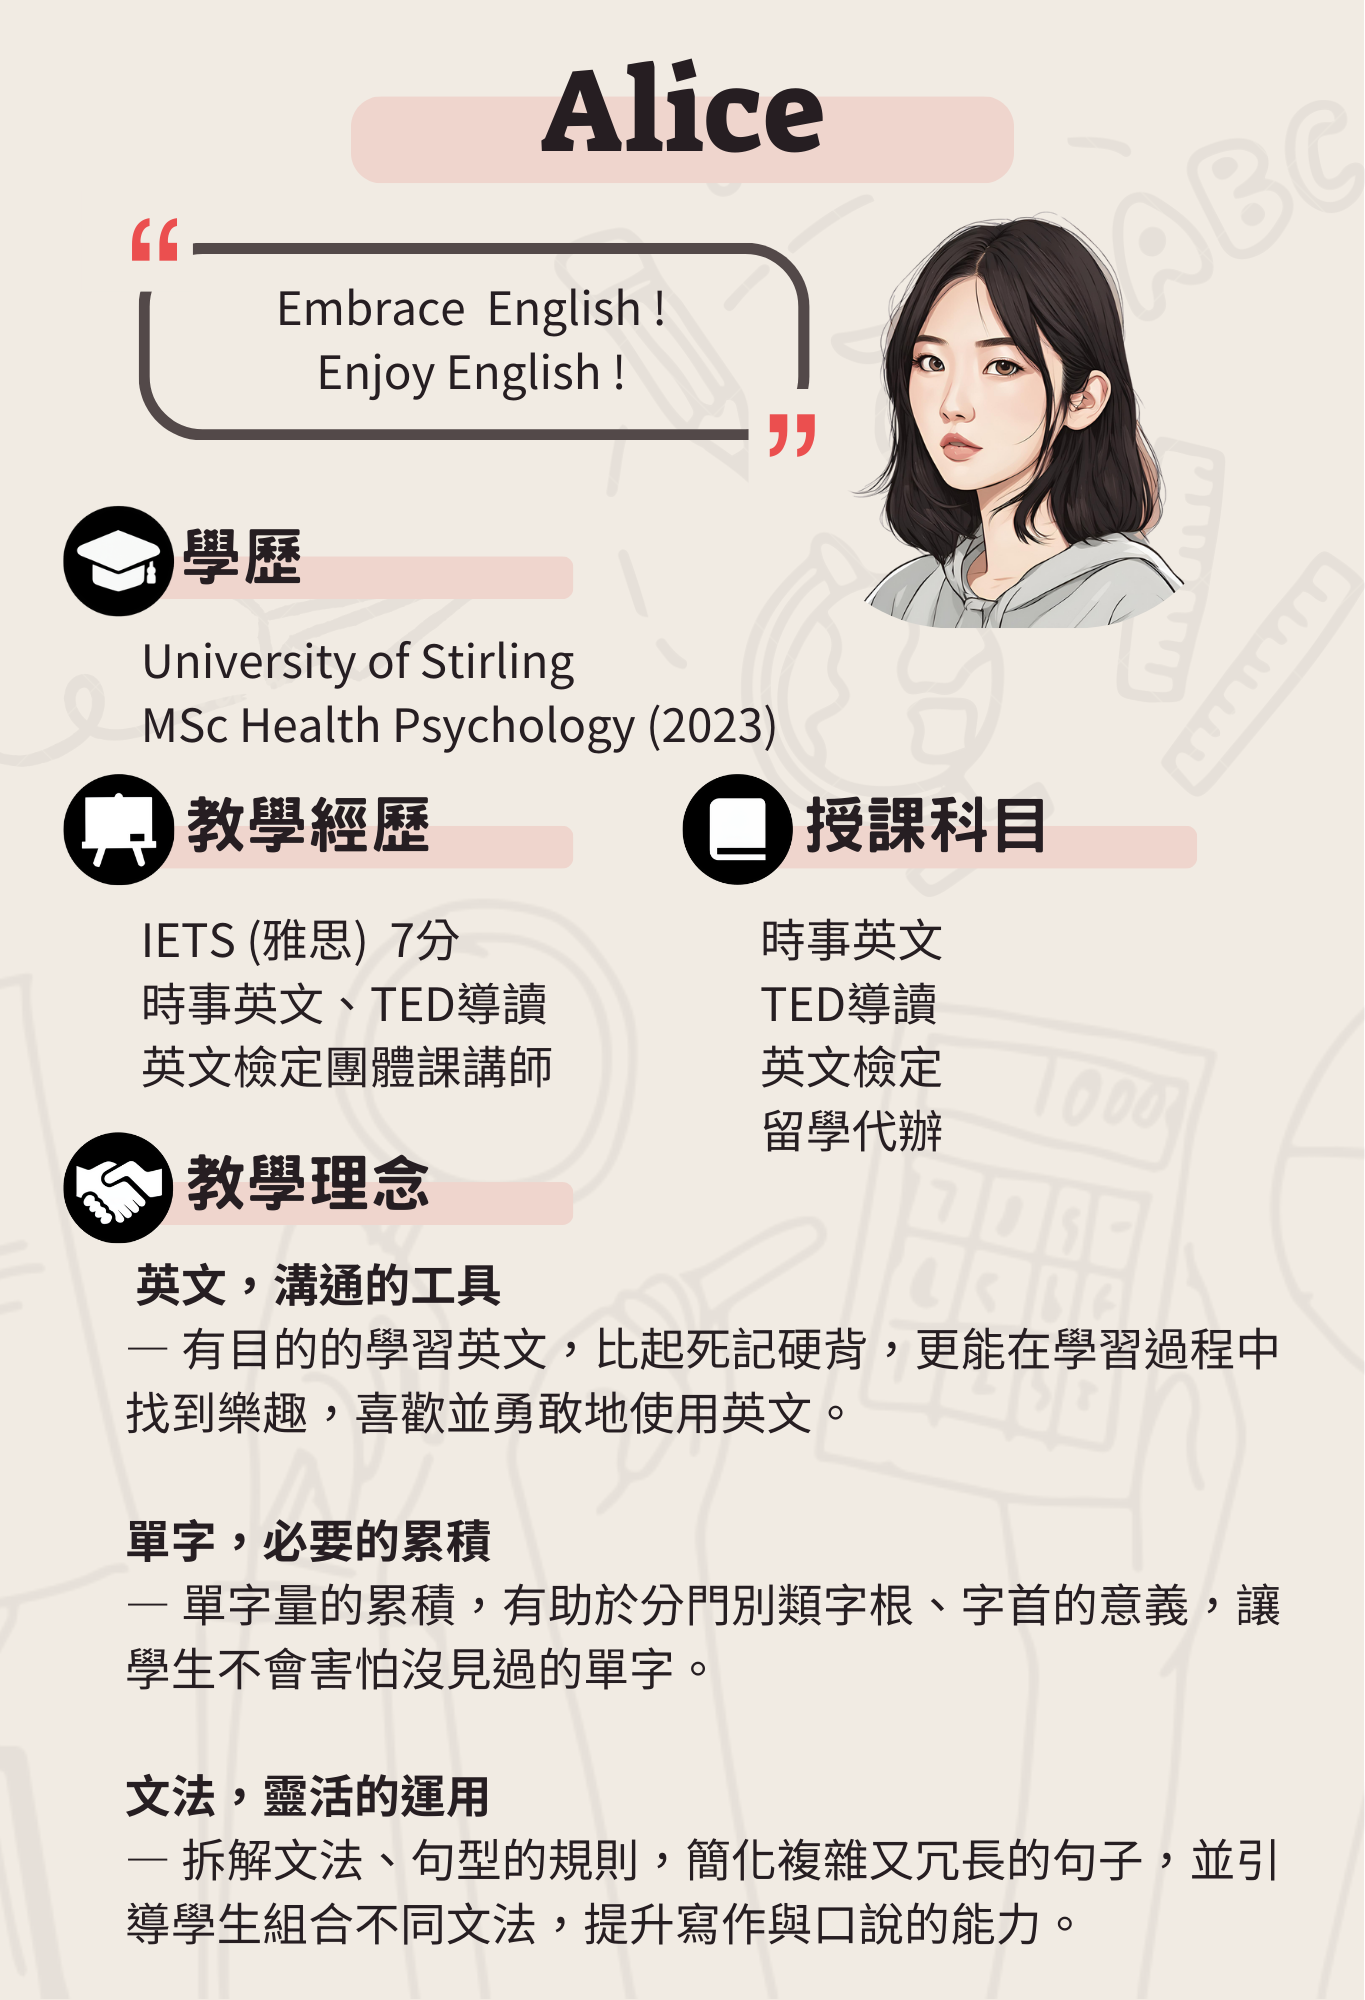 Alice
“
Embrace  English !
Enjoy English !
”
學歷
University of Stirling
MSc Health Psychology (2023)
教學經歷
IETS (雅思)  7分
時事英文、TED導讀
英文檢定團體課講師
授課科目
時事英文
TED導讀
英文檢定
留學代辦
教學理念
英文，溝通的工具
— 有目的的學習英文，比起死記硬背，更能在學習過程中
找到樂趣，喜歡並勇敢地使用英文。
單字，必要的累積
— 單字量的累積，有助於分門別類字根、字首的意義，讓
學生不會害怕沒見過的單字。
文法，靈活的運用
— 拆解文法、句型的規則，簡化複雜又冗長的句子，並引
導學生組合不同文法，提升寫作與口說的能力。
ABC